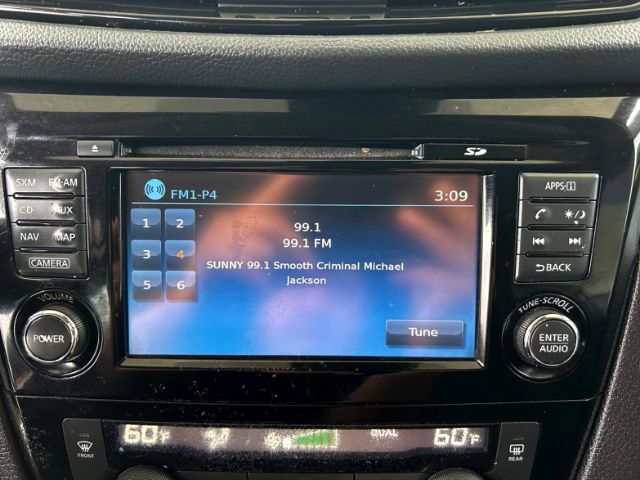 SD
SXM FM·AM
CD AUX
NAV MAP
CAMERA
VOLUME
POWER
FM1-P4 3:09
1 2
3 4
5 6
99.1
99.1 FM
SUNNY 99.1 Smooth Criminal Michael
Jackson
Tune
APPS·i
BACK
TUNE·SCROLL
ENTER
AUDIO
FRONT
60°F
DUAL
60°F
REAR